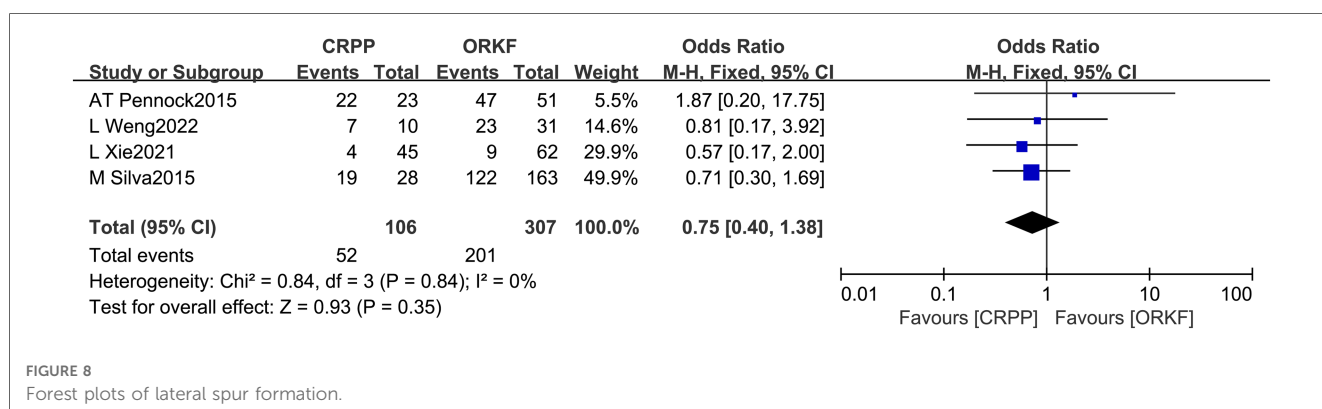 CRPP ORKF Odds Ratio Odds Ratio
Study or Subgroup Events Total Events Total Weight M-H, Fixed, 95% CI M-H, Fixed, 95% CI
AT Pennock2015 22 23 47 51 5.5% 1.87 [0.20, 17.75]
L Weng2022 7 10 23 31 14.6% 0.81 [0.17, 3.92]
L Xie2021 4 45 9 62 29.9% 0.57 [0.17, 2.00]
M Silva2015 19 28 122 163 49.9% 0.71 [0.30, 1.69]
Total (95% CI) 106 307 100.0% 0.75 [0.40, 1.38]
Total events 52 201
Heterogeneity: Chi² = 0.84, df = 3 (P = 0.84); I² = 0%
Test for overall effect: Z = 0.93 (P = 0.35)
0.01 0.1 1 10 100
Favours [CRPP] Favours [ORKF]
FIGURE 8
Forest plots of lateral spur formation.